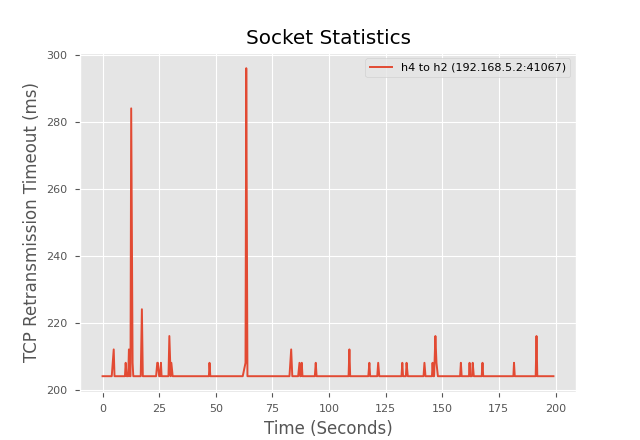 Socket Statistics
h4 to h2 (192.168.5.2:41067)
TCP Retransmission Timeout (ms)
300
280
260
240
220
200
0 25 50 75 100 125 150 175 200
Time (Seconds)